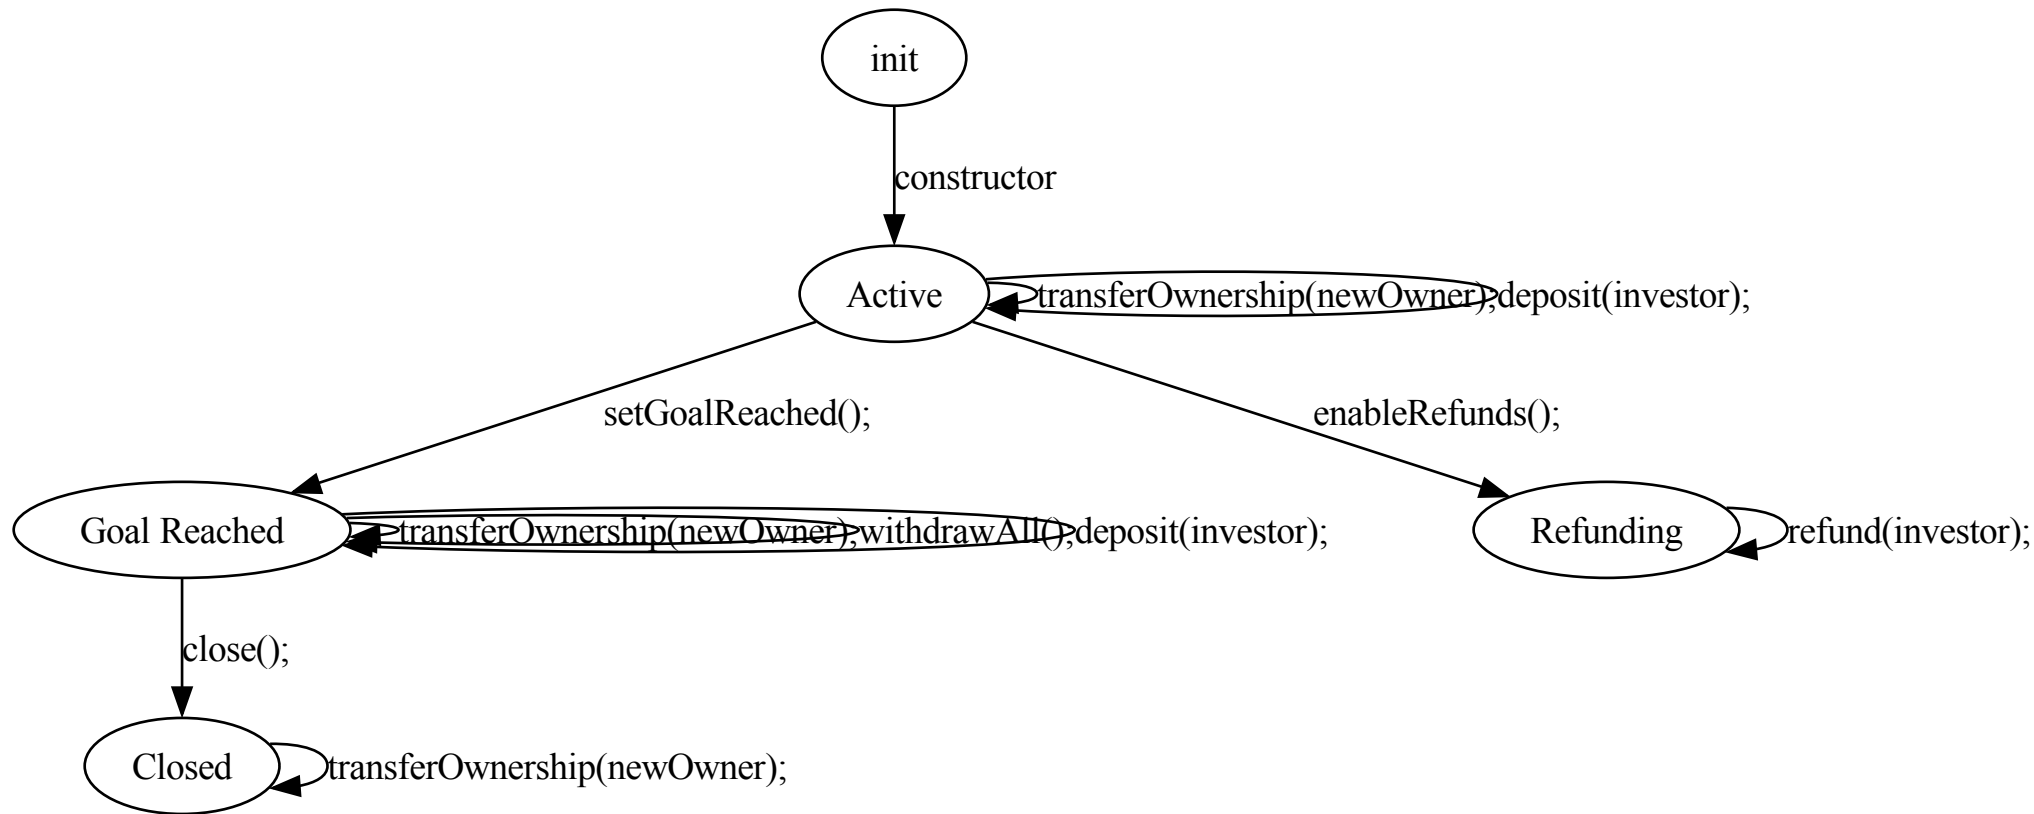 init
constructor
Active
transferOwnership(newOwner);
deposit(investor);
setGoalReached();
enableRefunds();
Goal Reached
transferOwnership(newOwner);
withdrawAll();
deposit(investor);
Refunding
refund(investor);
close();
Closed
transferOwnership(newOwner);